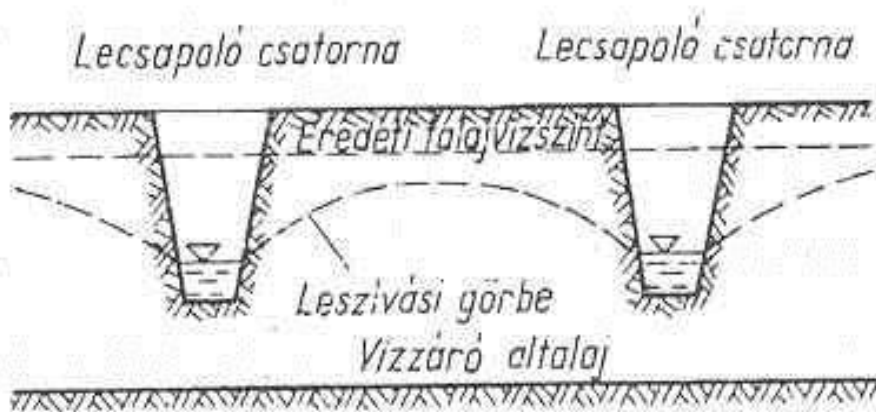 Lecsapoló csatorna
Lecsapoló csatorna
Eredeti talajvízszint
Leszívási görbe
Vízzáró altalaj